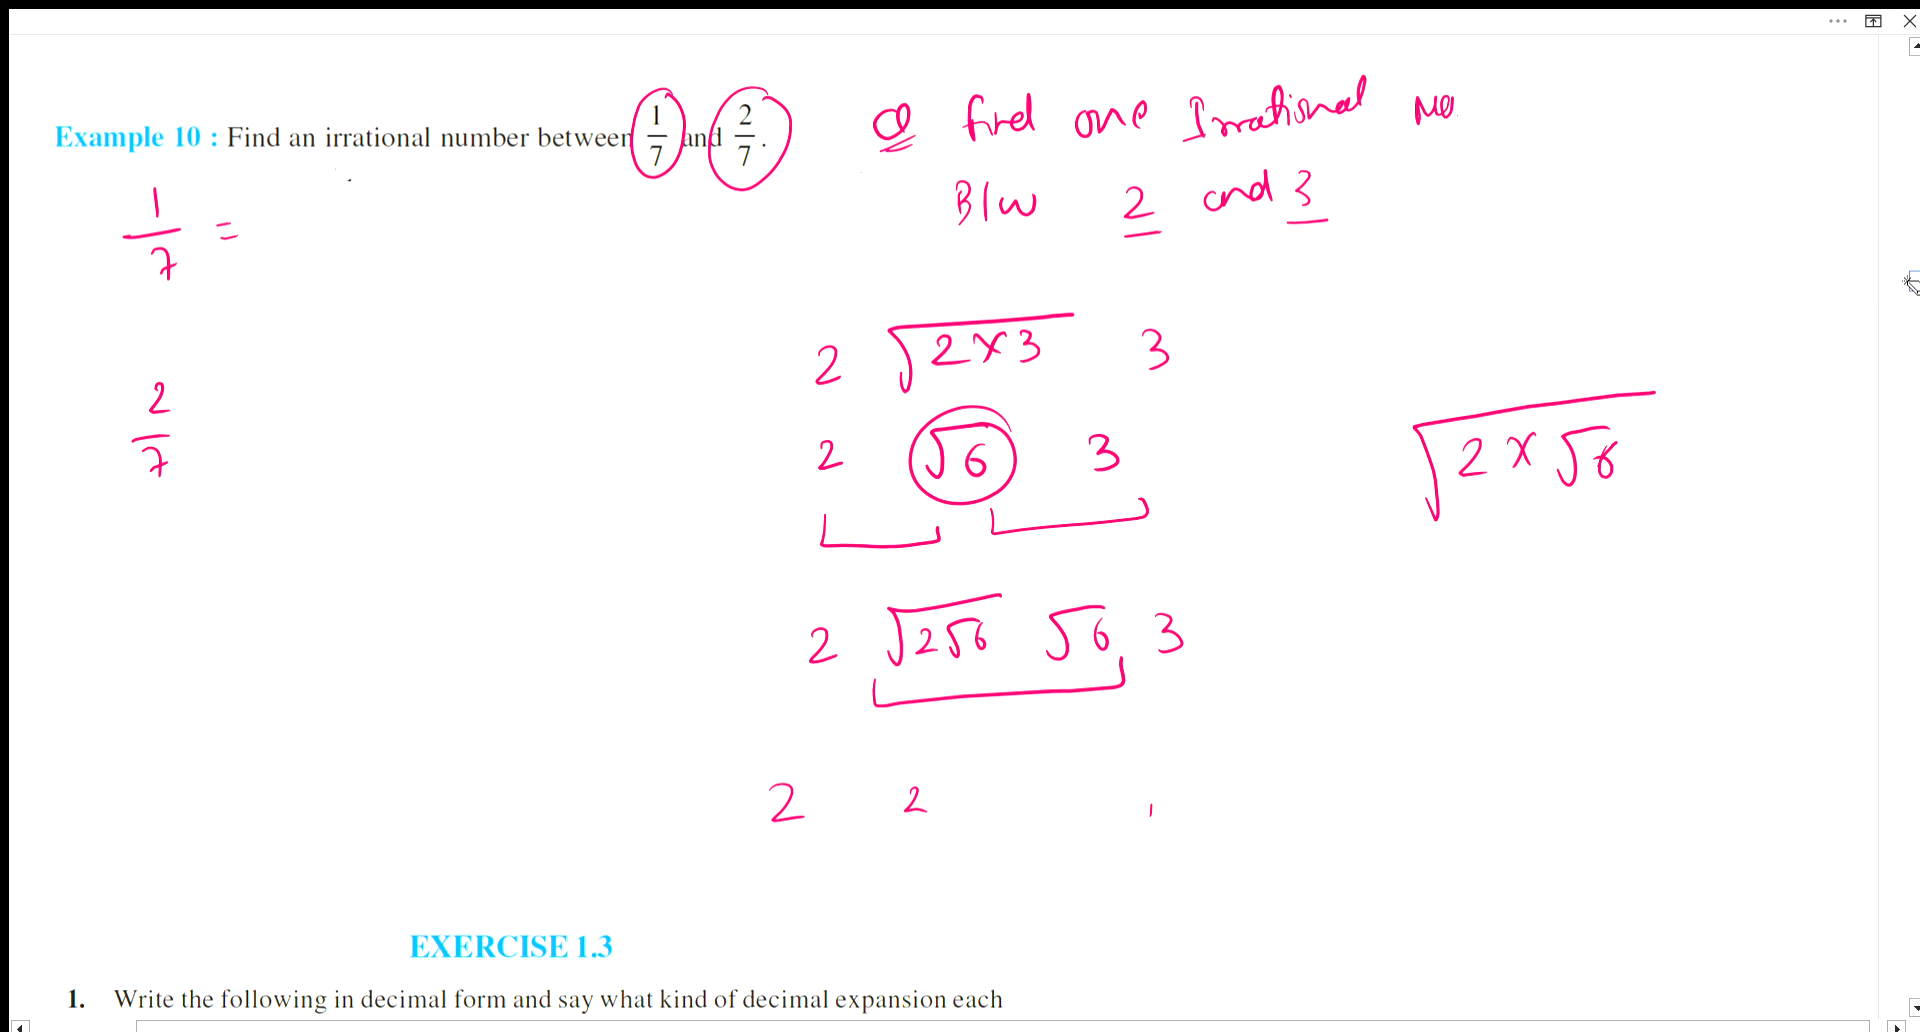 Example 10 : Find an irrational number between 1/7 and 2/7.
Q find one Irrational No.
B/w 2 and 3
1/7 =
2 √(2×3) 3
2/7
2 √6 3
√(2×√6)
2 √(2√6) √6, 3
2 2
EXERCISE 1.3
1. Write the following in decimal form and say what kind of decimal expansion each